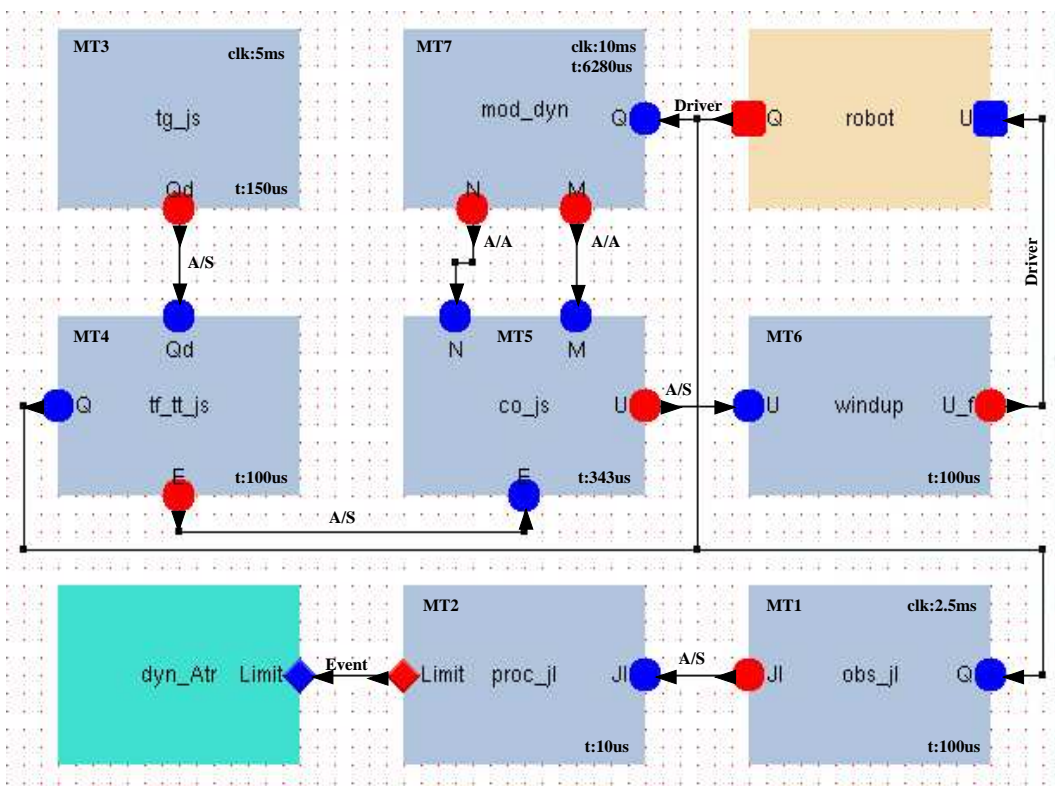 MT3
clk:5ms
tg_js
Qd
t:150us
A/S
MT7
clk:10ms
t:6280us
mod_dyn
Q
N
M
A/A
A/A
Driver
Q
robot
U
Driver
MT4
Qd
Q
tf_tt_js
E
t:100us
A/S
MT5
N
M
co_js
U
E
t:343us
A/S
MT6
U
windup
U_f
t:100us
dyn_Atr
Limit
Event
MT2
Limit
proc_jl
Jl
t:10us
A/S
MT1
clk:2.5ms
Jl
obs_jl
Q
t:100us